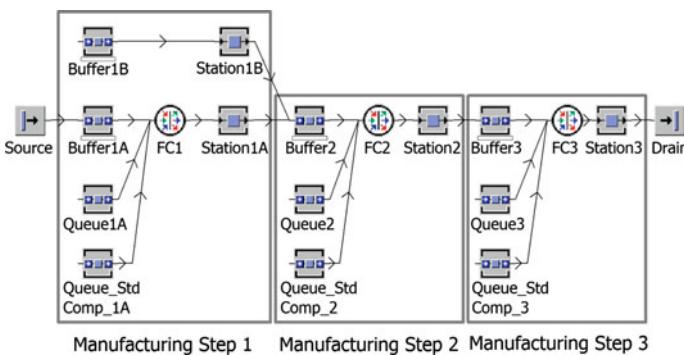 Buffer1B
Station1B
Source
Buffer1A
FC1
Station1A
Buffer2
FC2
Station2
Buffer3
FC3
Station3
Drain
Queue1A
Queue2
Queue3
Queue_Std
Comp_1A
Queue_Std
Comp_2
Queue_Std
Comp_3
Manufacturing Step 1
Manufacturing Step 2
Manufacturing Step 3